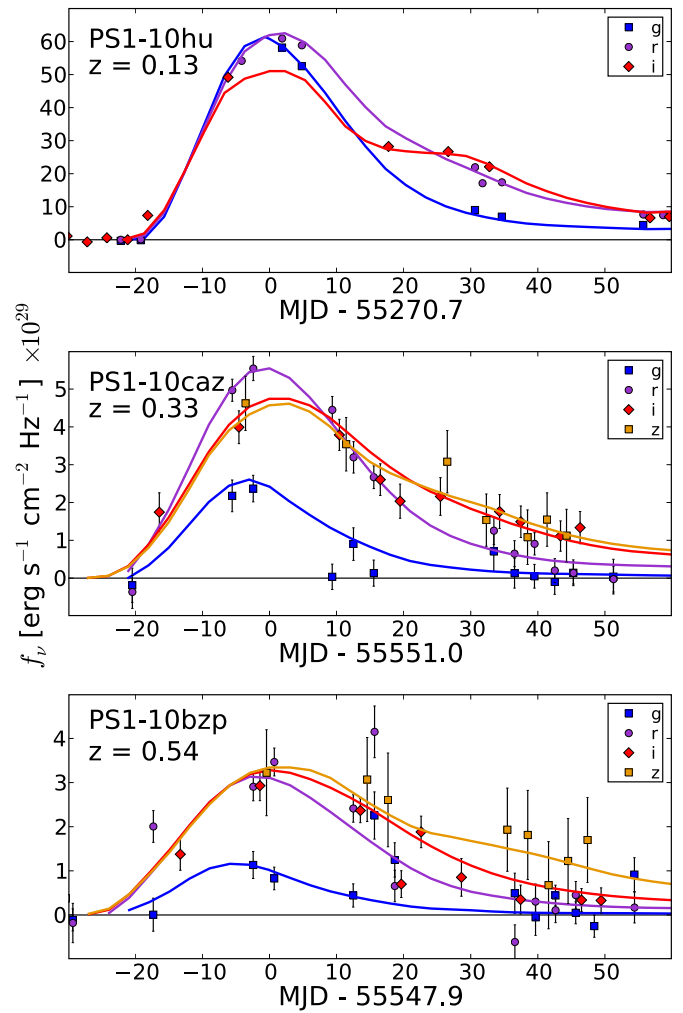 PS1-10hu
z = 0.13
g
r
i
60
50
40
30
20
10
0
−20 −10 0 10 20 30 40 50
MJD - 55270.7
PS1-10caz
z = 0.33
g
r
i
z
5
4
3
2
1
0
−20 −10 0 10 20 30 40 50
MJD - 55551.0
PS1-10bzp
z = 0.54
g
r
i
z
4
3
2
1
0
−20 −10 0 10 20 30 40 50
MJD - 55547.9
fν [erg s⁻¹ cm⁻² Hz⁻¹] ×10²⁹